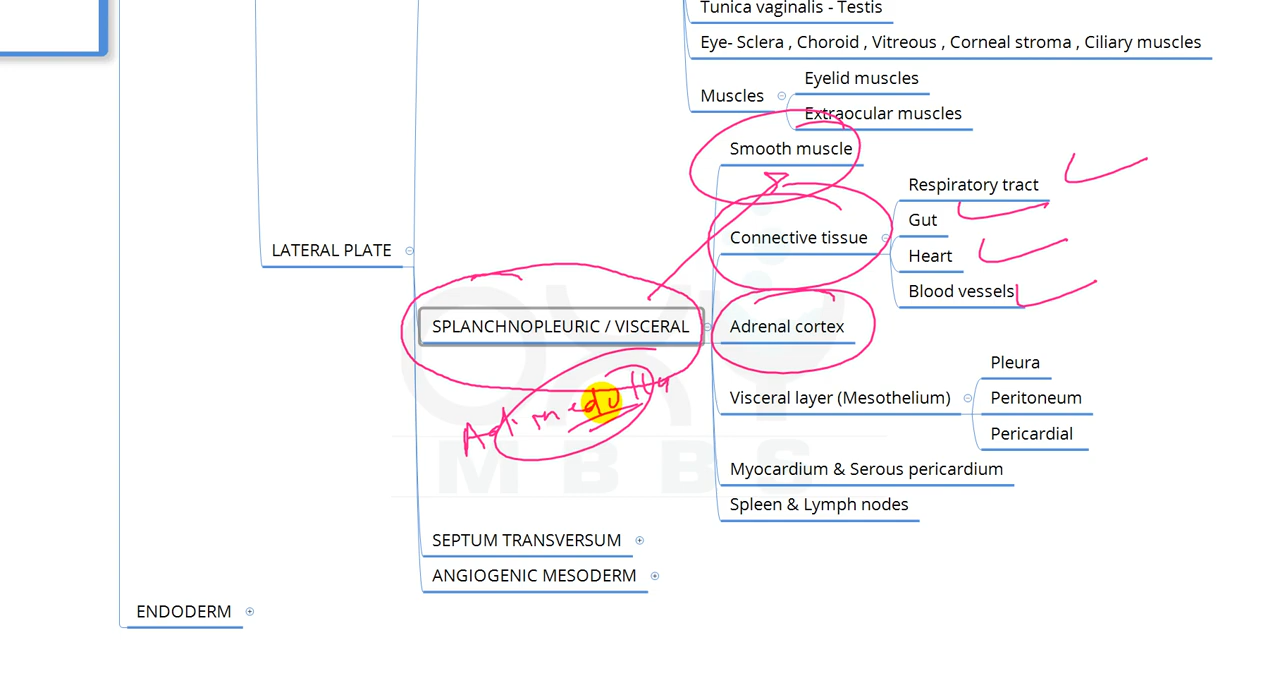 Tunica vaginalis - Testis
Eye- Sclera , Choroid , Vitreous , Corneal stroma , Ciliary muscles
Eyelid muscles
Muscles
Extraocular muscles
Smooth muscle
Respiratory tract
Gut
Connective tissue
LATERAL PLATE
Heart
Blood vessels
SPLANCHNOPLEURIC / VISCERAL
Adrenal cortex
Pleura
Visceral layer (Mesothelium)
Peritoneum
Pericardial
Myocardium & Serous pericardium
MBBS
Spleen & Lymph nodes
SEPTUM TRANSVERSUM
ANGIOGENIC MESODERM
ENDODERM